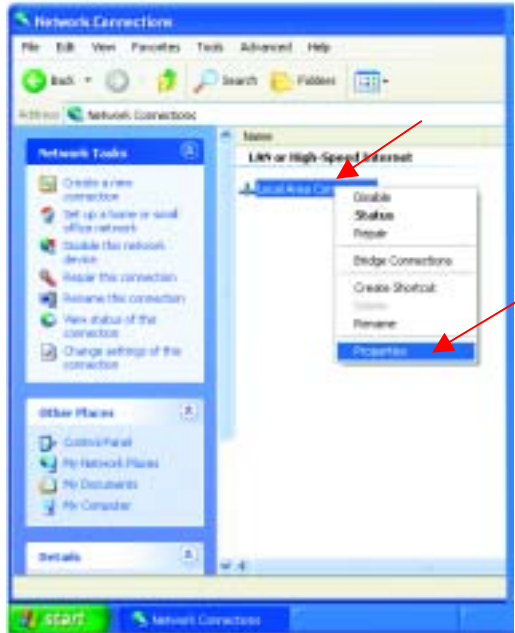 Network Connections
File Edit View Favorites Tools Advanced Help
Back Search Folders
Address Network Connections
Network Tasks
Create a new
connection
Set up a home or small
office network
Disable this network
device
Repair this connection
Rename this connection
View status of this
connection
Change settings of this
connection
Other Places
Control Panel
My Network Places
My Documents
My Computer
Details
Name
LAN or High-Speed Internet
Local Area Con
Disable
Status
Repair
Bridge Connections
Create Shortcut
Delete
Rename
Properties
start Network Connections